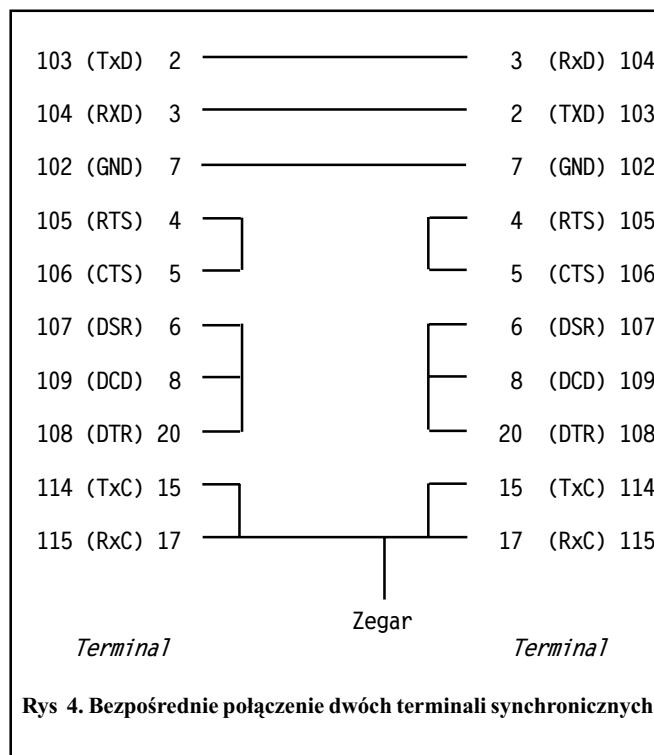 103 (TxD) 2 3 (RxD) 104
104 (RXD) 3 2 (TXD) 103
102 (GND) 7 7 (GND) 102
105 (RTS) 4 4 (RTS) 105
106 (CTS) 5 5 (CTS) 106
107 (DSR) 6 6 (DSR) 107
109 (DCD) 8 8 (DCD) 109
108 (DTR) 20 20 (DTR) 108
114 (TxC) 15 15 (TxC) 114
115 (RxC) 17 17 (RxC) 115
Zegar
Terminal Terminal
Rys 4. Bezpośrednie połączenie dwóch terminali synchronicznych